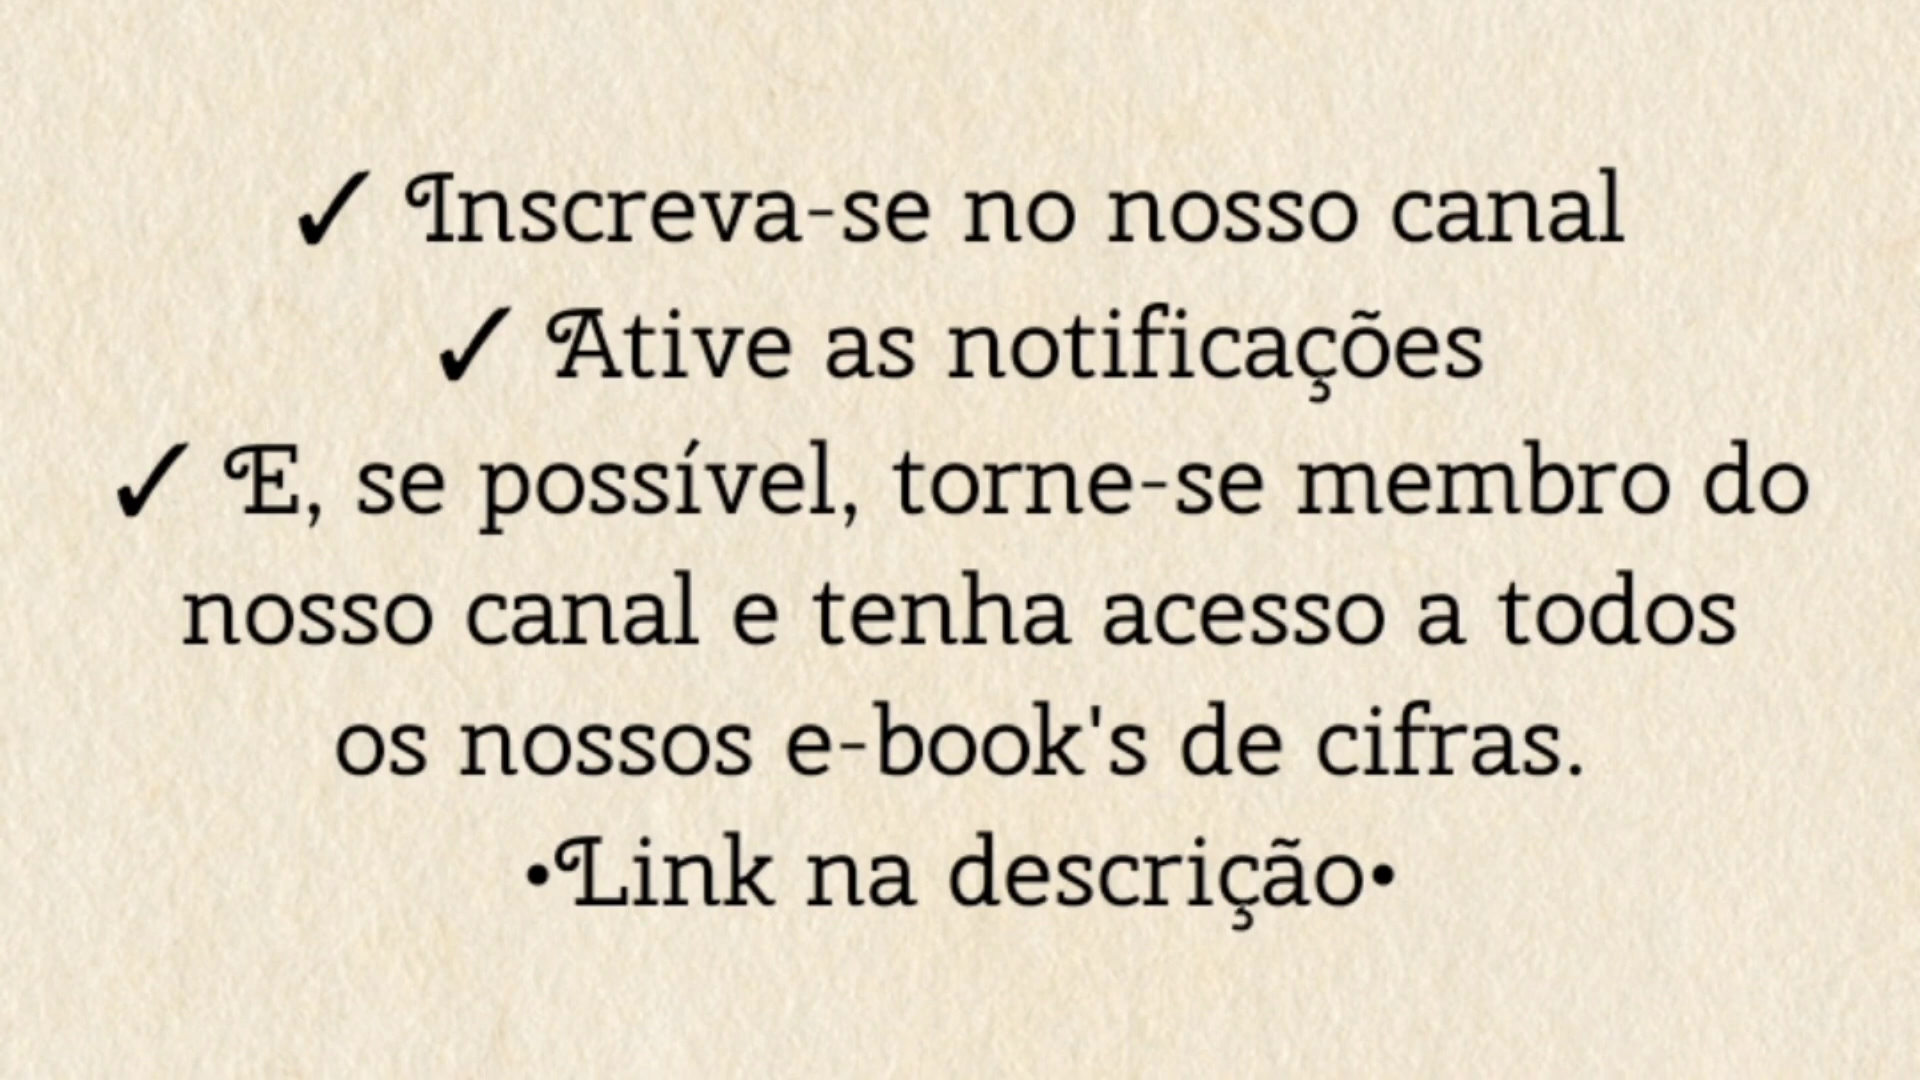 ✓ Inscreva-se no nosso canal
✓ Ative as notificações
✓ E, se possível, torne-se membro do
nosso canal e tenha acesso a todos
os nossos e-book's de cifras.
•Link na descrição•